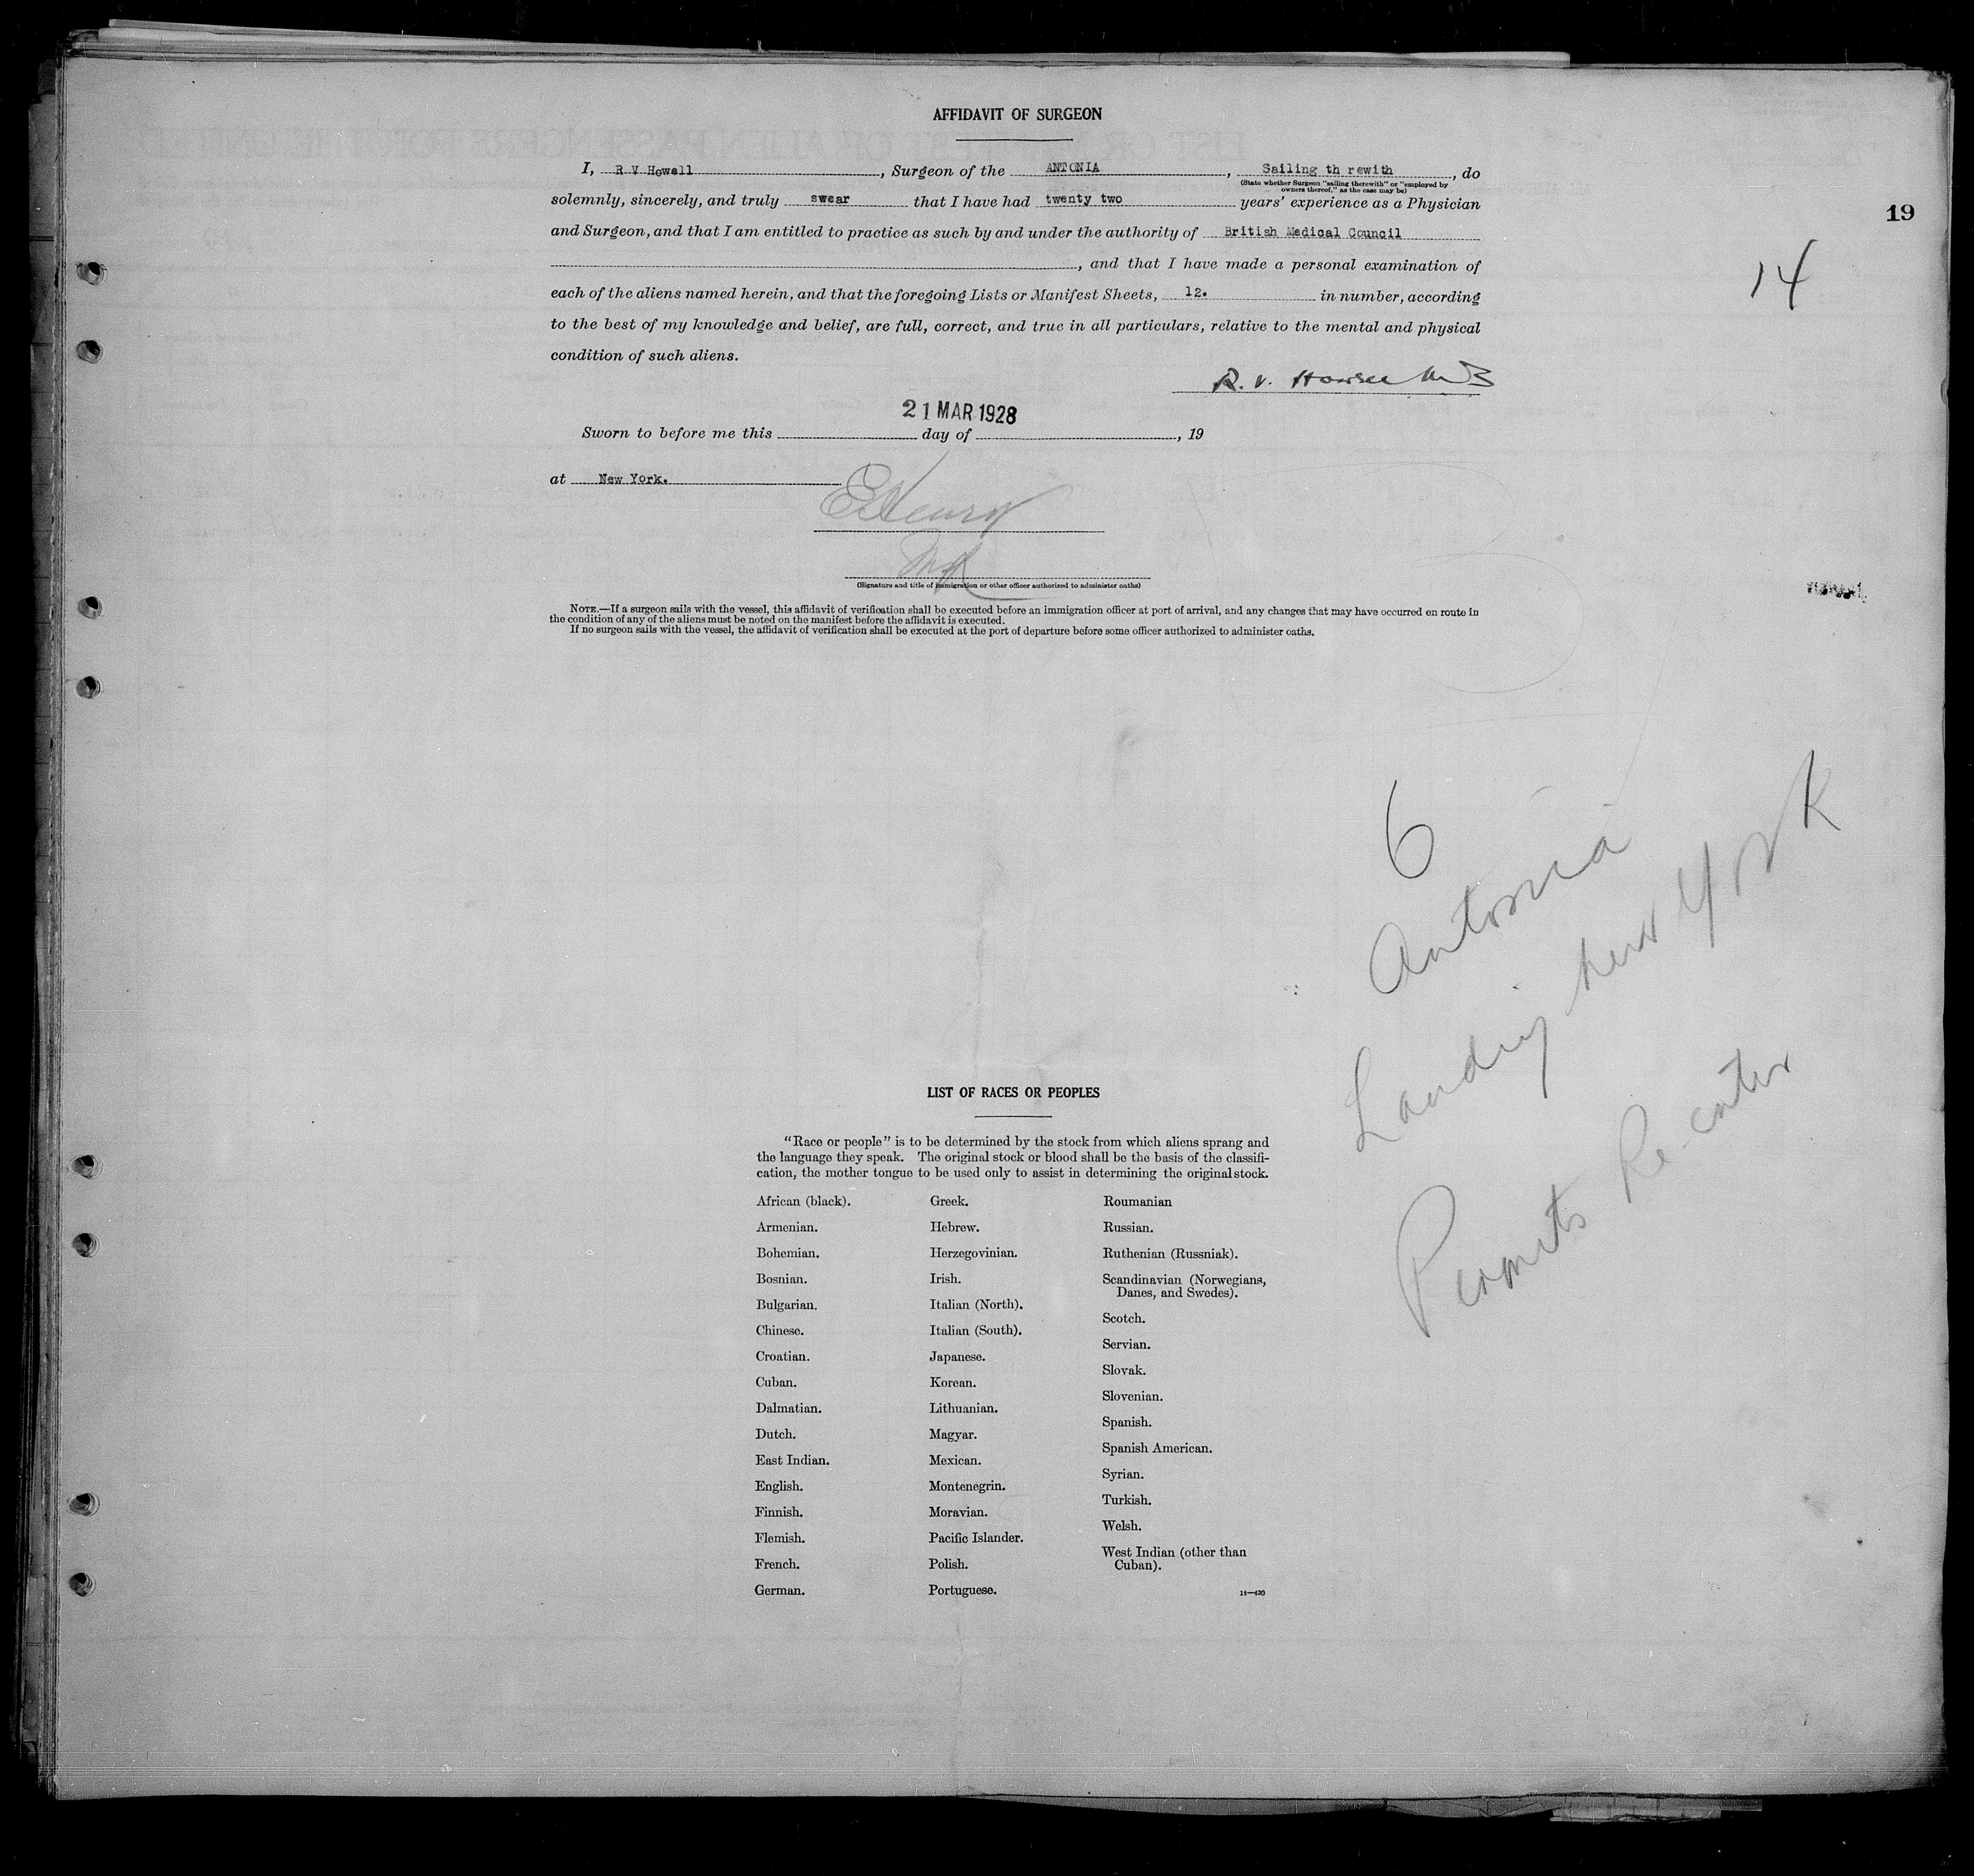 AFFIDAVIT OF SURGEON
I, R V Howell, Surgeon of the ANTONIA, Sailing th rewith, do
(State whether Surgeon "sailing therewith" or "employed by
owners thereof," as the case may be)
solemnly, sincerely, and truly swear that I have had twenty two years' experience as a Physician
19
and Surgeon, and that I am entitled to practice as such by and under the authority of British Medical Council
, and that I have made a personal examination of
14
each of the aliens named herein, and that the foregoing Lists or Manifest Sheets, 12. in number, according
to the best of my knowledge and belief, are full, correct, and true in all particulars, relative to the mental and physical
condition of such aliens.
R. V. Howell MB
21 MAR 1928
Sworn to before me this day of , 19
at New York.
(Signature and title of immigration or other officer authorized to administer oaths)
NOTE.—If a surgeon sails with the vessel, this affidavit of verification shall be executed before an immigration officer at port of arrival, and any changes that may have occurred en route in
the condition of any of the aliens must be noted on the manifest before the affidavit is executed.
If no surgeon sails with the vessel, the affidavit of verification shall be executed at the port of departure before some officer authorized to administer oaths.
6
Antonia
Landing New York
Permits Re-enter
LIST OF RACES OR PEOPLES
"Race or people" is to be determined by the stock from which aliens sprang and
the language they speak. The original stock or blood shall be the basis of the classifi-
cation, the mother tongue to be used only to assist in determining the original stock.
African (black).
Armenian.
Bohemian.
Bosnian.
Bulgarian.
Chinese.
Croatian.
Cuban.
Dalmatian.
Dutch.
East Indian.
English.
Finnish.
Flemish.
French.
German.
Greek.
Hebrew.
Herzegovinian.
Irish.
Italian (North).
Italian (South).
Japanese.
Korean.
Lithuanian.
Magyar.
Mexican.
Montenegrin.
Moravian.
Pacific Islander.
Polish.
Portuguese.
Roumanian
Russian.
Ruthenian (Russniak).
Scandinavian (Norwegians,
Danes, and Swedes).
Scotch.
Servian.
Slovak.
Slovenian.
Spanish.
Spanish American.
Syrian.
Turkish.
Welsh.
West Indian (other than
Cuban).